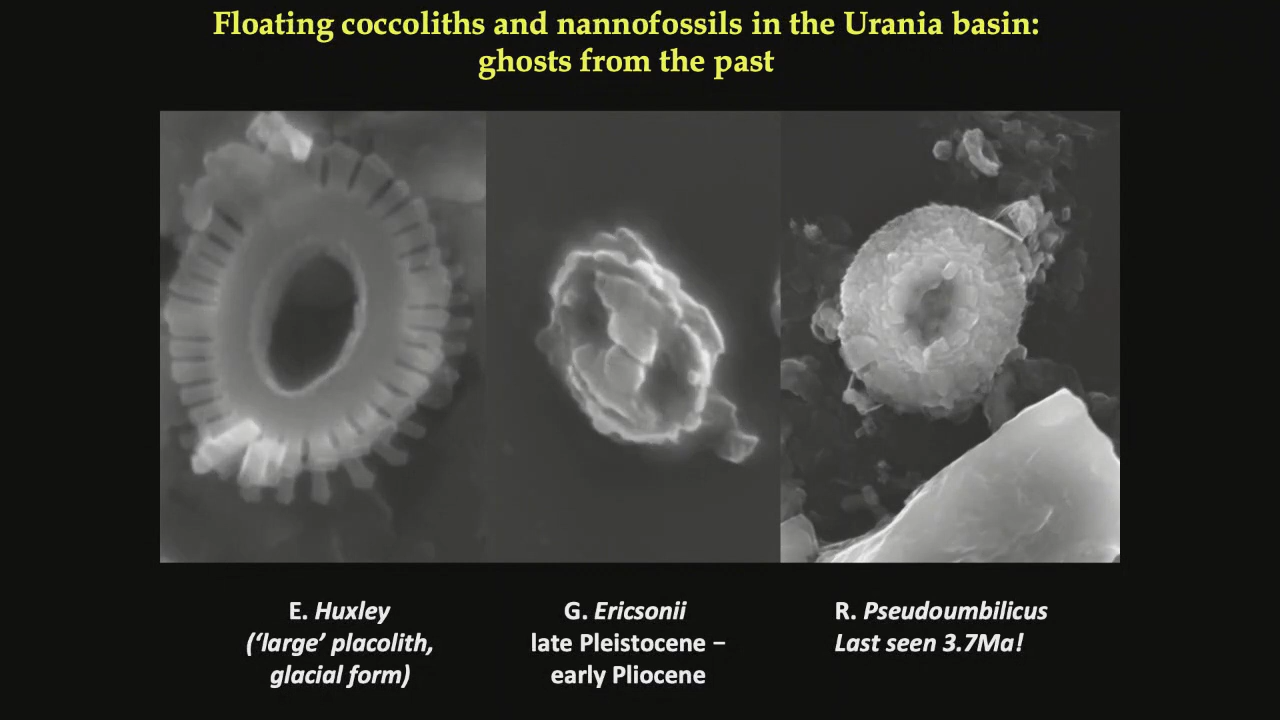 Floating coccoliths and nannofossils in the Urania basin:
ghosts from the past
E. Huxley
(‘large’ placolith,
glacial form)
G. Ericsonii
late Pleistocene –
early Pliocene
R. Pseudoumbilicus
Last seen 3.7Ma!